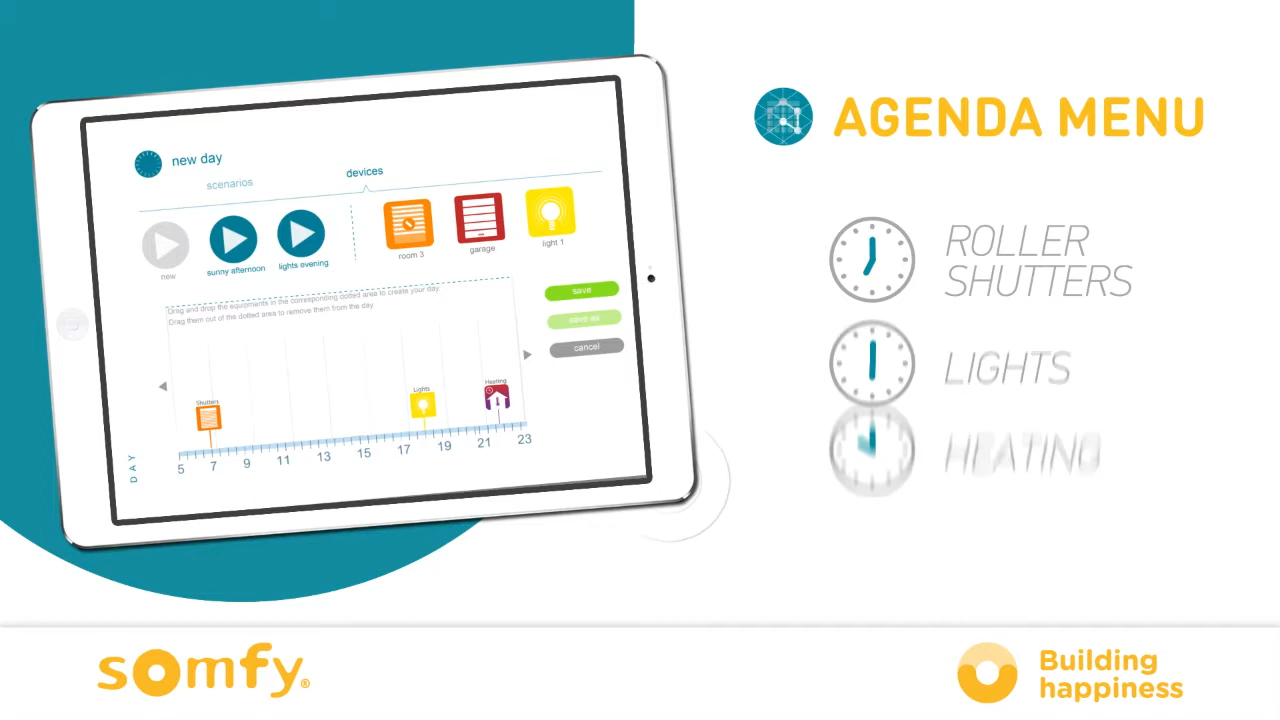 AGENDA MENU
new day
scenarios
devices
new
sunny afternoon
lights evening
room 3
garage
light 1
Drag and drop the equipments in the corresponding dotted area to create your day.
Drag them out of the dotted area to remove them from the day.
save
save as
cancel
Shutters
Lights
Heating
DAY
5 7 9 11 13 15 17 19 21 23
ROLLER
SHUTTERS
LIGHTS
HEATING
somfy®
Building
happiness